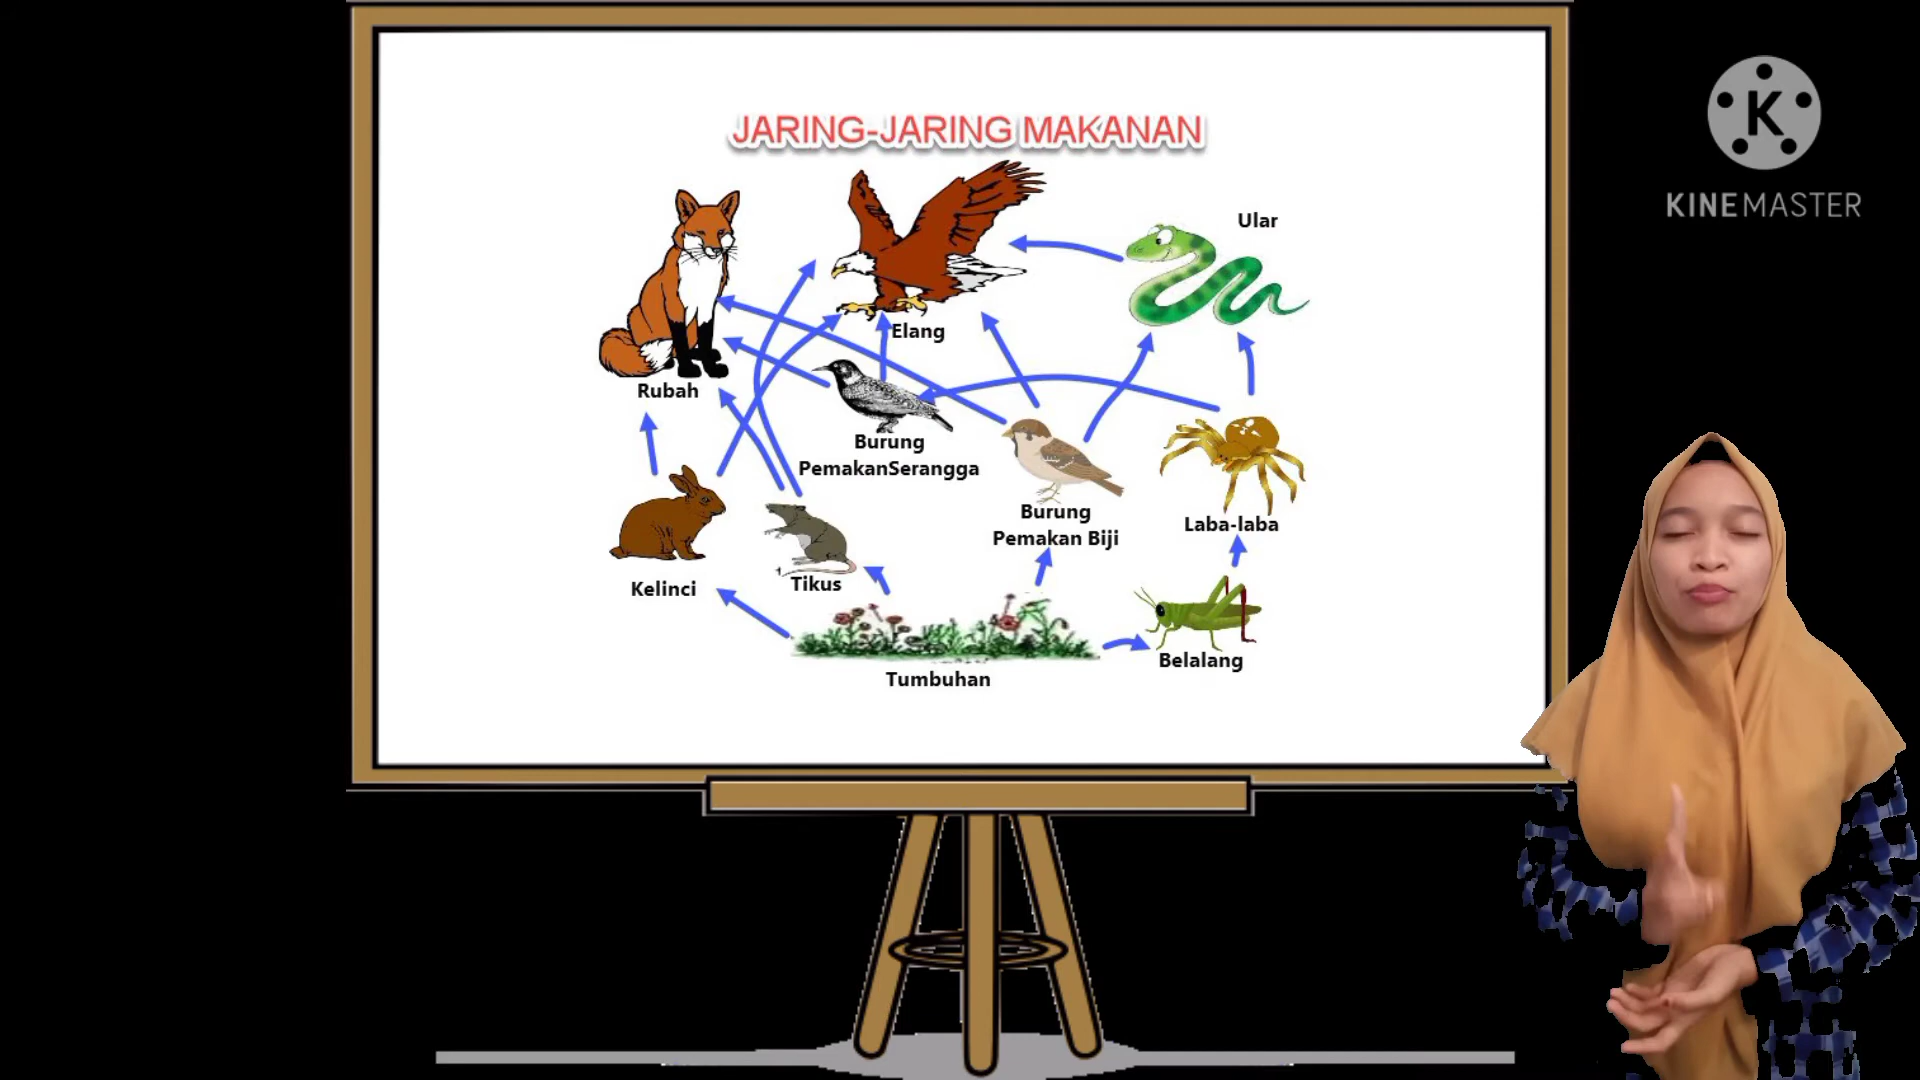 JARING-JARING MAKANAN
K
KINEMASTER
Ular
Elang
Rubah
Burung
PemakanSerangga
Burung
Pemakan Biji
Laba-laba
Kelinci
Tikus
Belalang
Tumbuhan